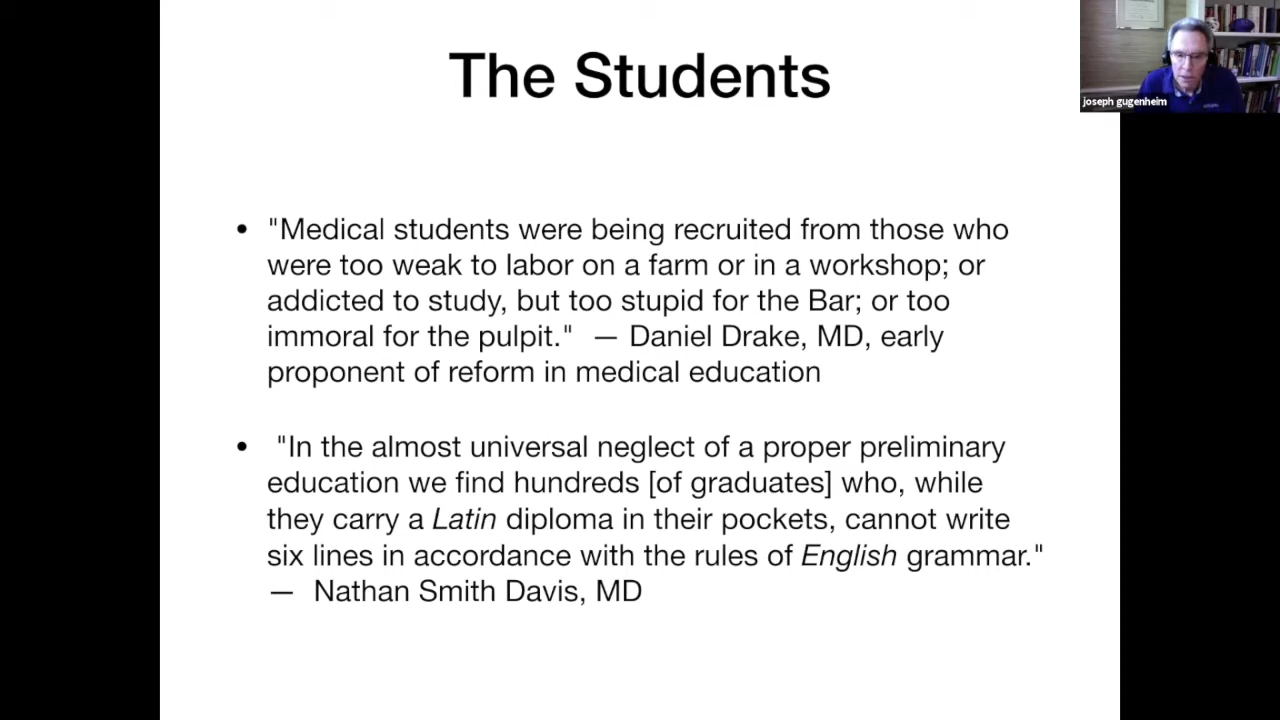 The Students
joseph gugenheim
• "Medical students were being recruited from those who
were too weak to labor on a farm or in a workshop; or
addicted to study, but too stupid for the Bar; or too
immoral for the pulpit."  — Daniel Drake, MD, early
proponent of reform in medical education
•  "In the almost universal neglect of a proper preliminary
education we find hundreds [of graduates] who, while
they carry a Latin diploma in their pockets, cannot write
six lines in accordance with the rules of English grammar."
—  Nathan Smith Davis, MD